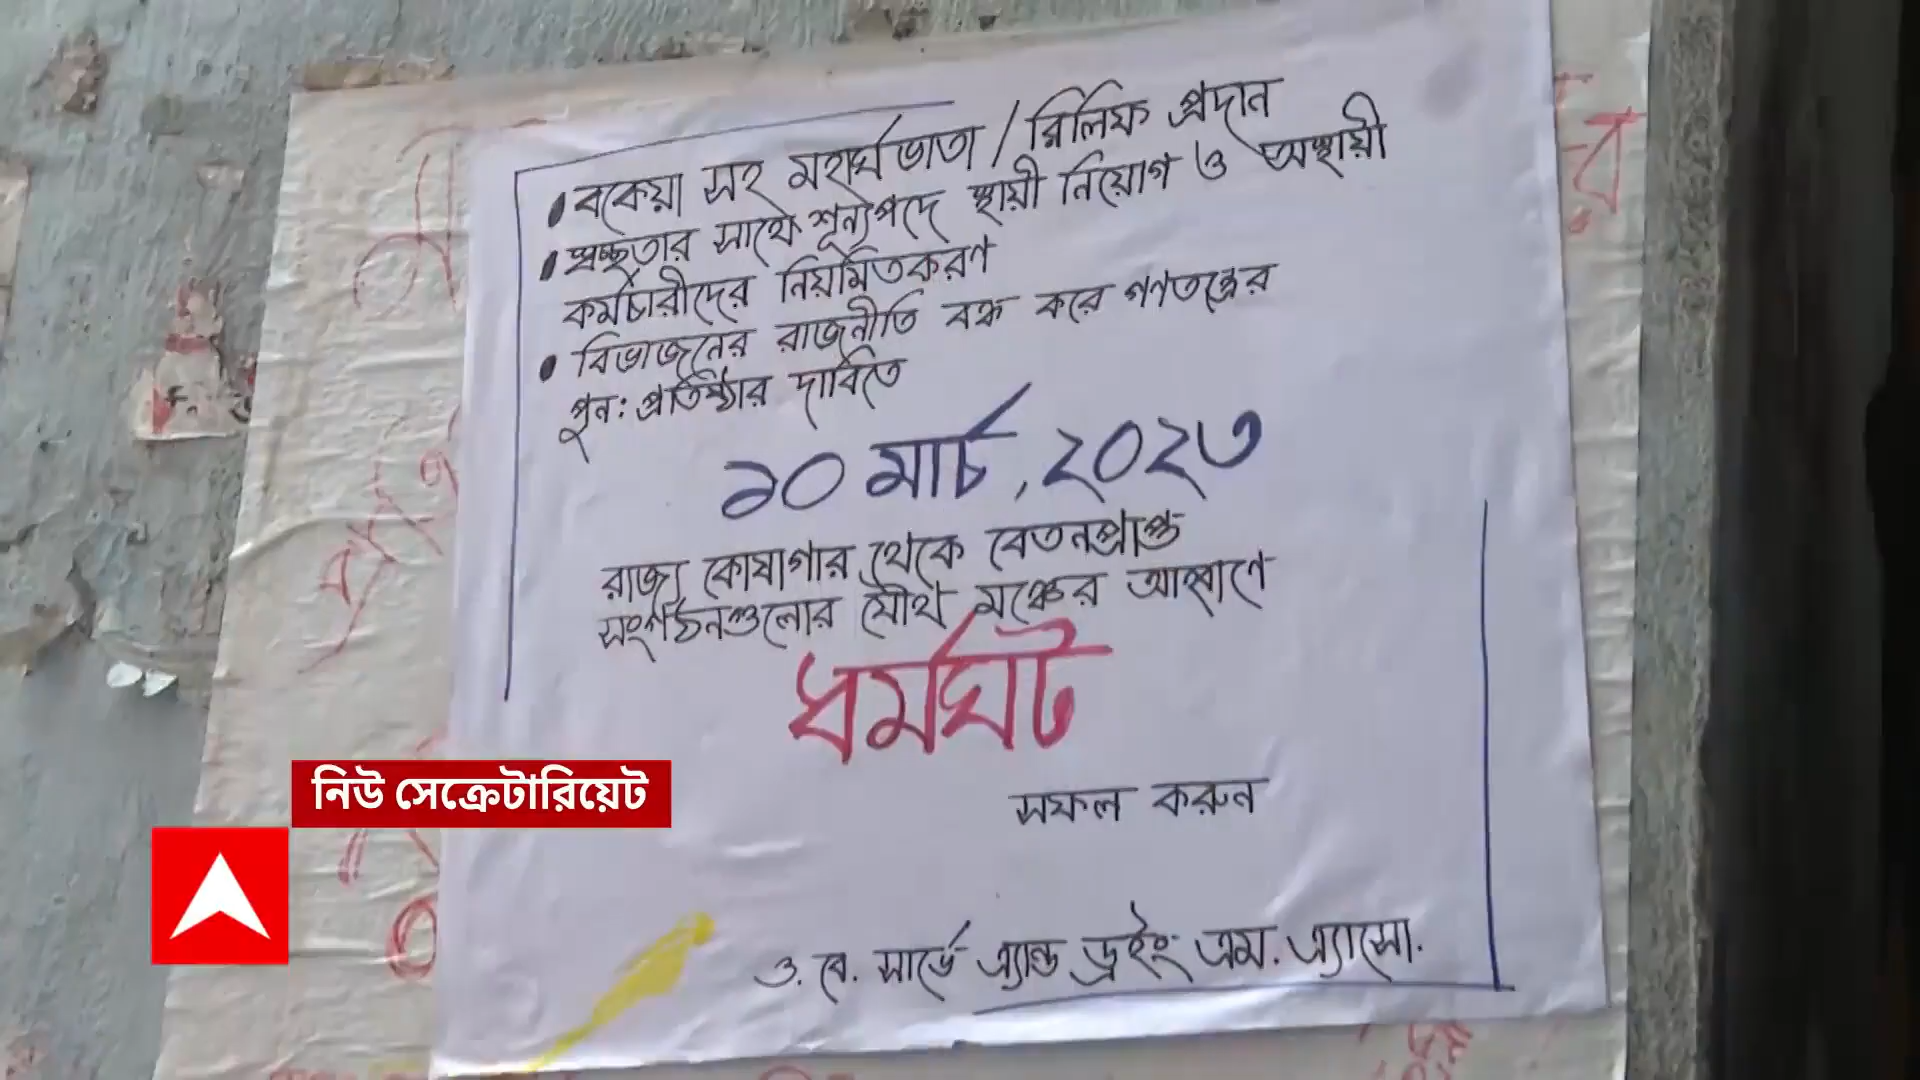 • বকেয়া সহ মহার্ঘ ভাতা / রিলিফ প্রদান
• স্বচ্ছতার সাথে শূন্যপদে স্থায়ী নিয়োগ ও অস্থায়ী
কর্মচারীদের নিয়মিতকরণ
• বিভাজনের রাজনীতি বন্ধ করে গণতন্ত্রের
পুন: প্রতিষ্ঠার দাবিতে
১০ মার্চ, ২০২৩
রাজ্য কোষাগার থেকে বেতনপ্রাপ্ত
সংগঠনগুলোর যৌথ মঞ্চের আহ্বাণে
ধর্মঘট
সফল করুন
ও. বে. সার্ভে এ্যান্ড ড্রইং এম. এ্যাসো.
নিউ সেক্রেটারিয়েট